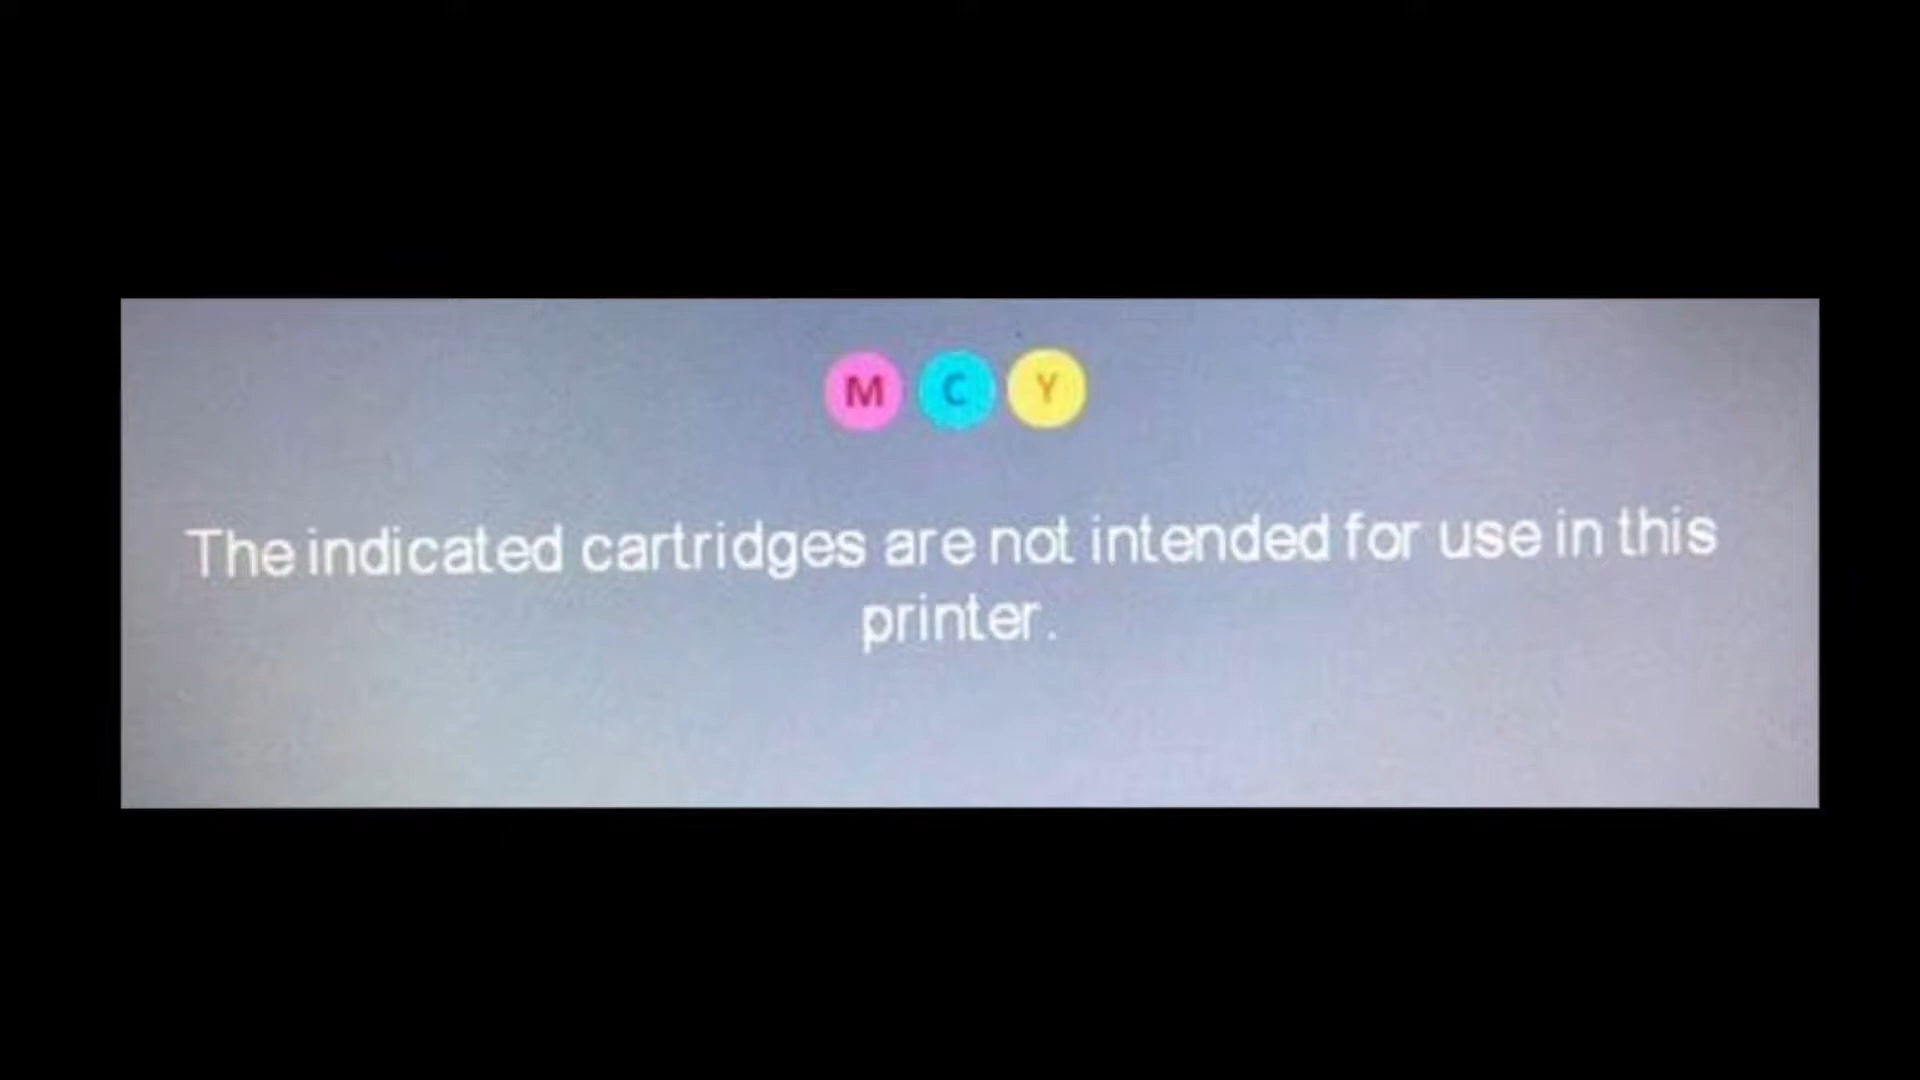 M C Y
The indicated cartridges are not intended for use in this
printer.